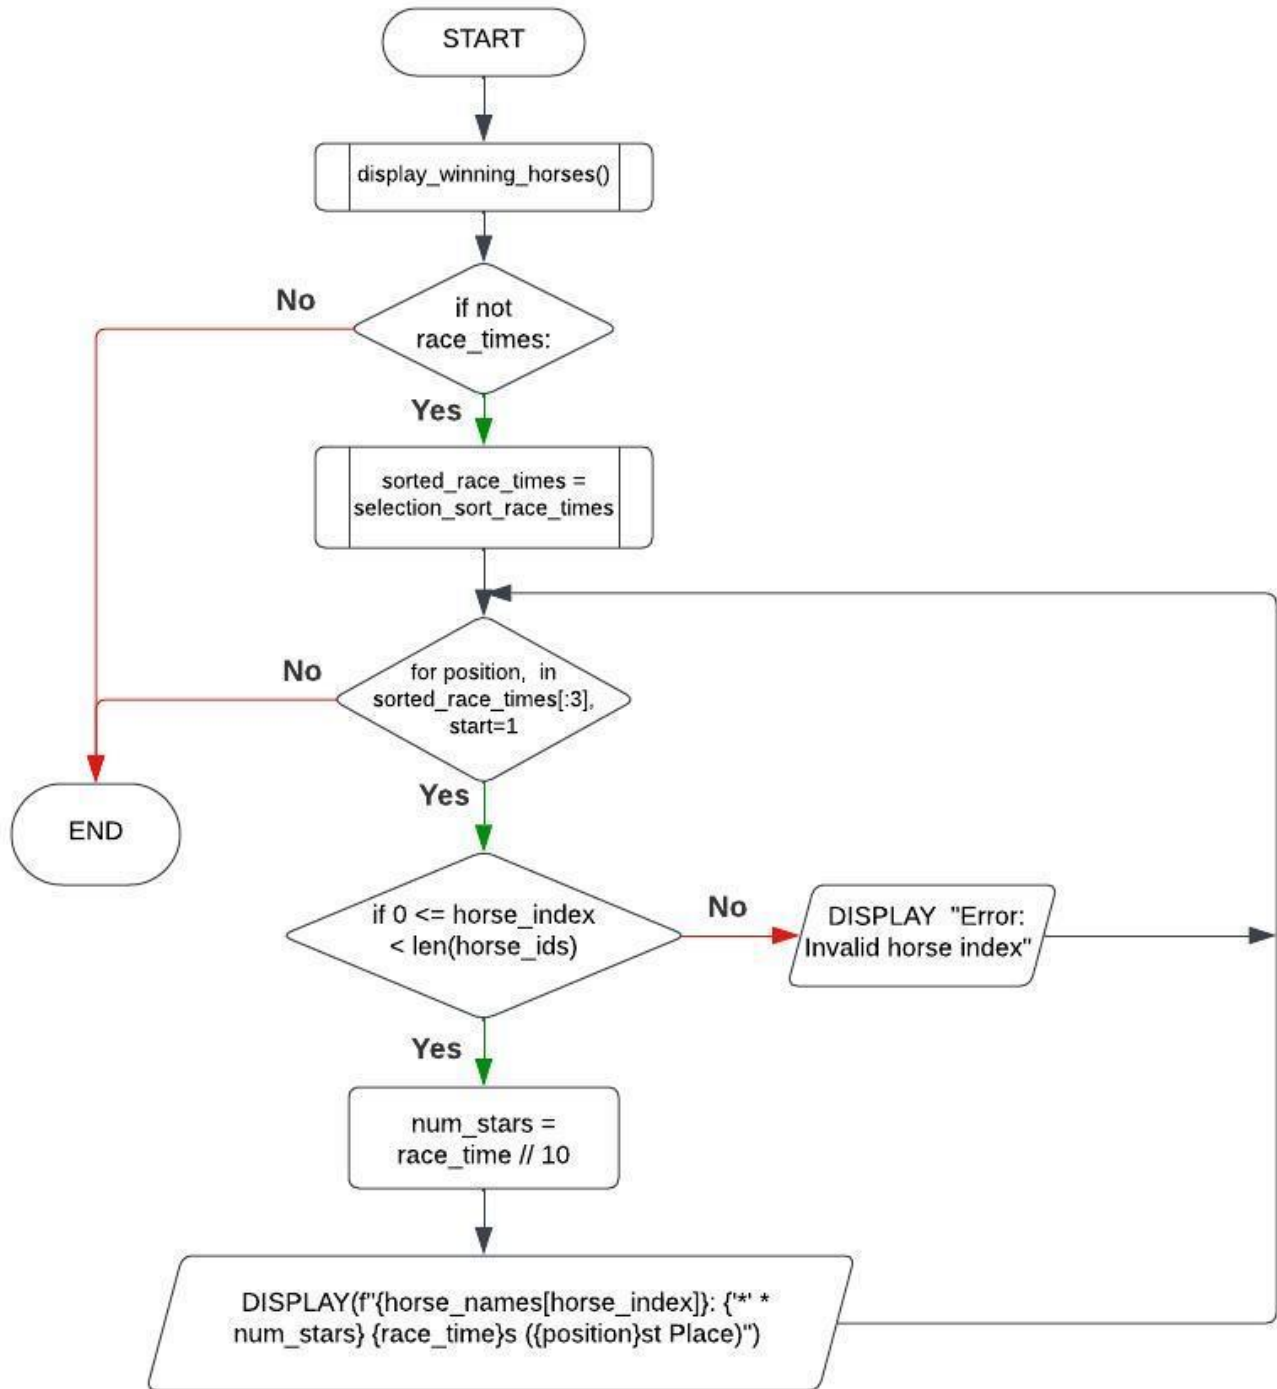 START
display_winning_horses()
No
if not
race_times:
Yes
sorted_race_times =
selection_sort_race_times
No
for position,  in
sorted_race_times[:3],
start=1
Yes
END
if 0 <= horse_index
< len(horse_ids)
No
DISPLAY  "Error:
Invalid horse index"
Yes
num_stars =
race_time // 10
DISPLAY(f"{horse_names[horse_index]}: {'*' *
num_stars} {race_time}s ({position}st Place)")